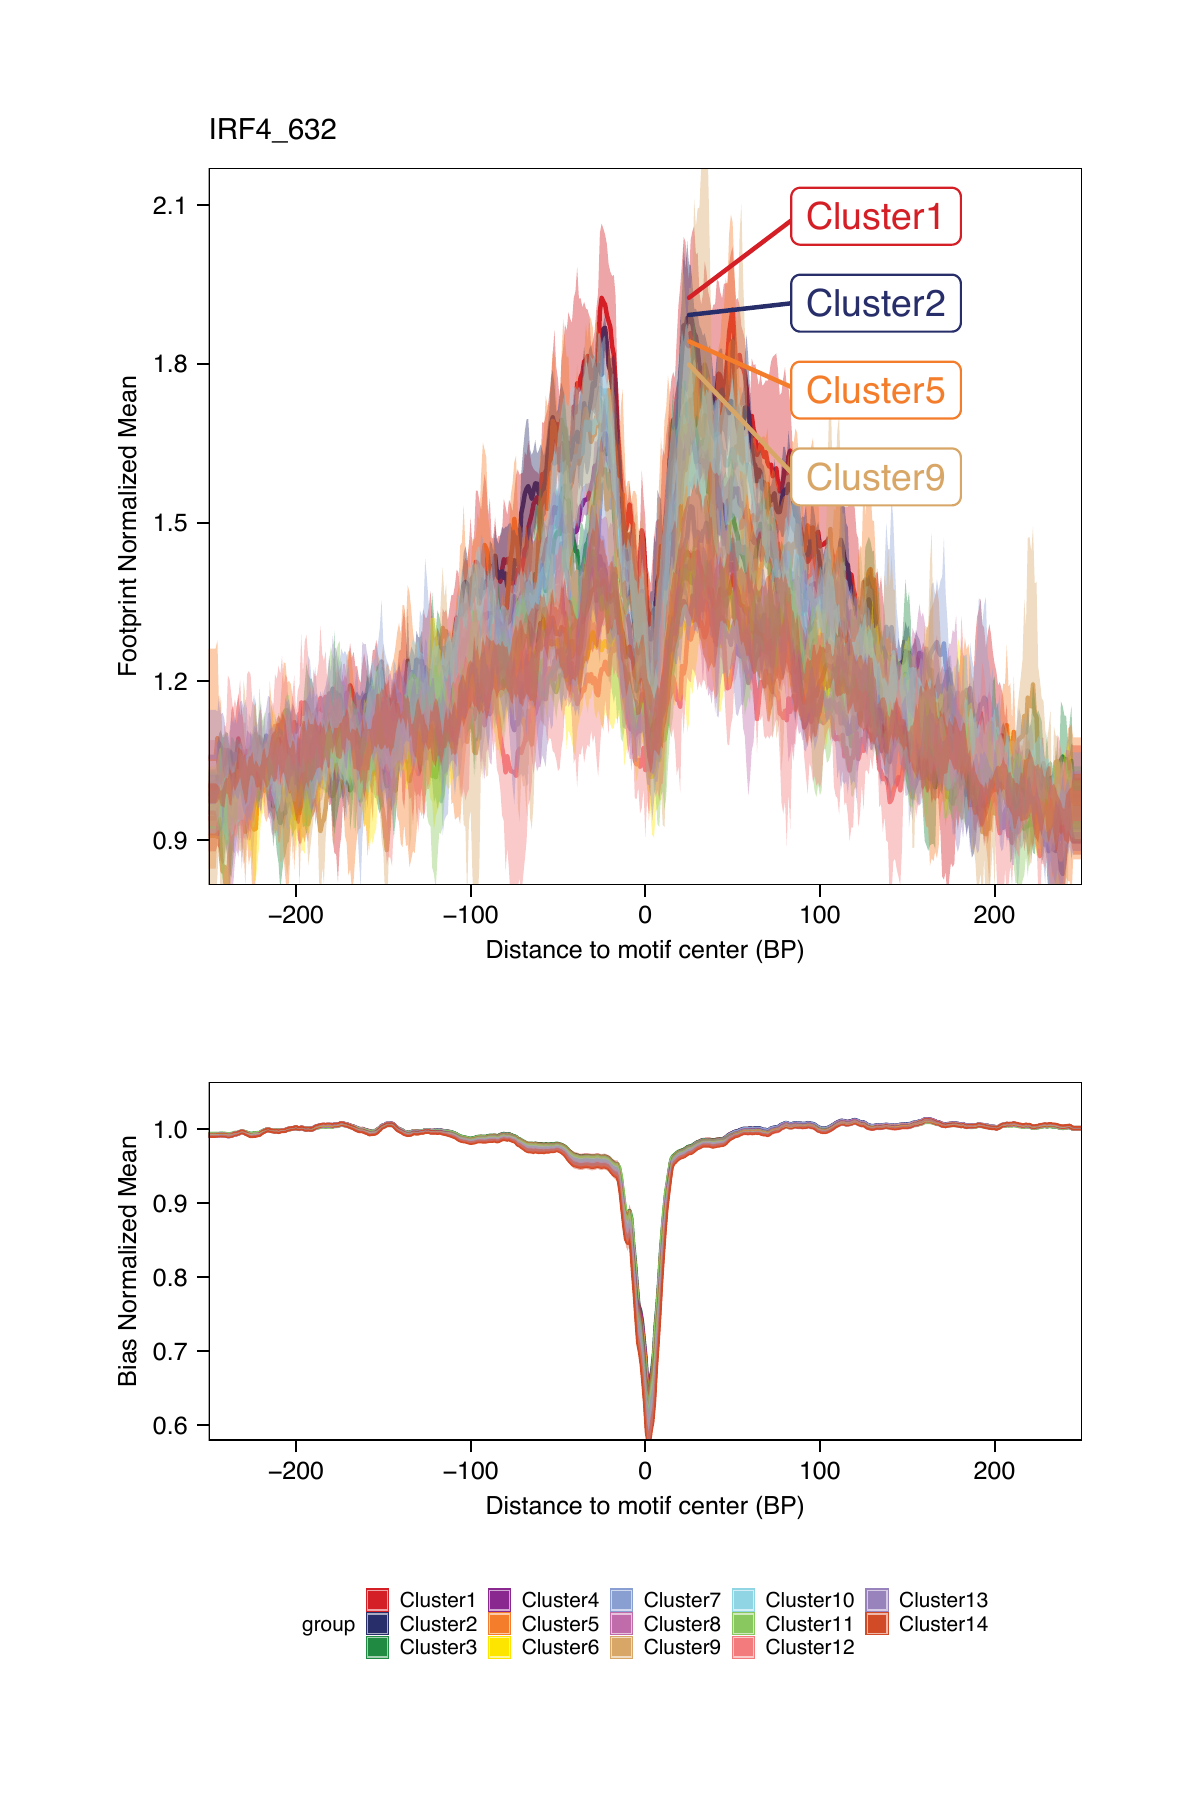 IRF4_632
Footprint Normalized Mean
2.1
1.8
1.5
1.2
0.9
Cluster1
Cluster2
Cluster5
Cluster9
−200 −100 0 100 200
Distance to motif center (BP)
Bias Normalized Mean
1.0
0.9
0.8
0.7
0.6
−200 −100 0 100 200
Distance to motif center (BP)
Cluster1 Cluster4 Cluster7 Cluster10 Cluster13
group Cluster2 Cluster5 Cluster8 Cluster11 Cluster14
Cluster3 Cluster6 Cluster9 Cluster12